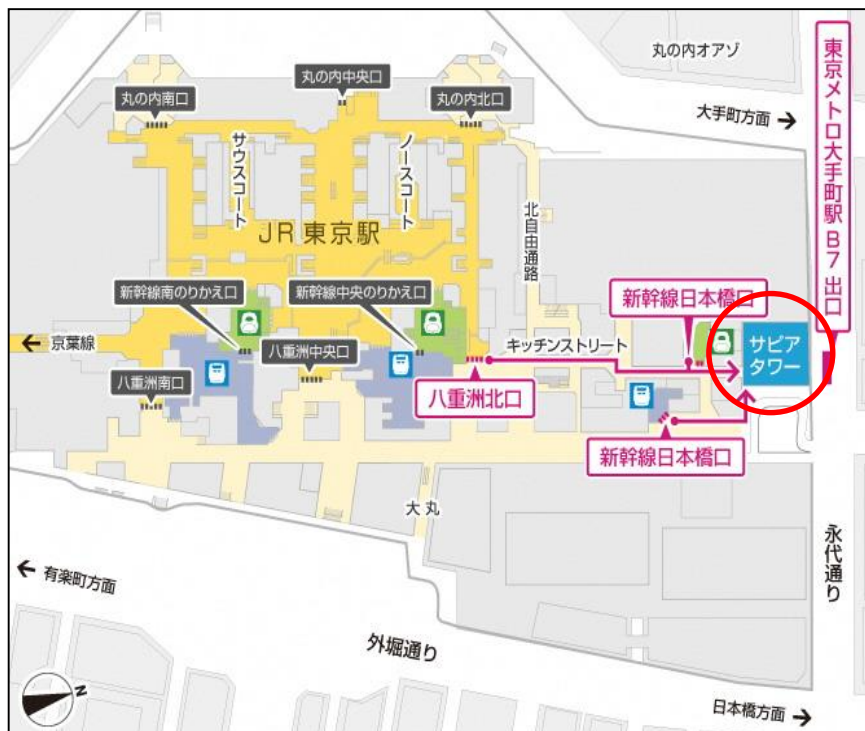 丸の内オアゾ
丸の内中央口
丸の内南口
丸の内北口
大手町方面
東京メトロ大手町駅 B7 出口
サウスコート
ノースコート
北自由通路
JR 東京駅
新幹線南のりかえ口
新幹線中央のりかえ口
新幹線日本橋口
京葉線
八重洲中央口
キッチンストリート
サピア
タワー
八重洲南口
八重洲北口
新幹線日本橋口
大丸
永代通り
有楽町方面
外堀通り
日本橋方面
N